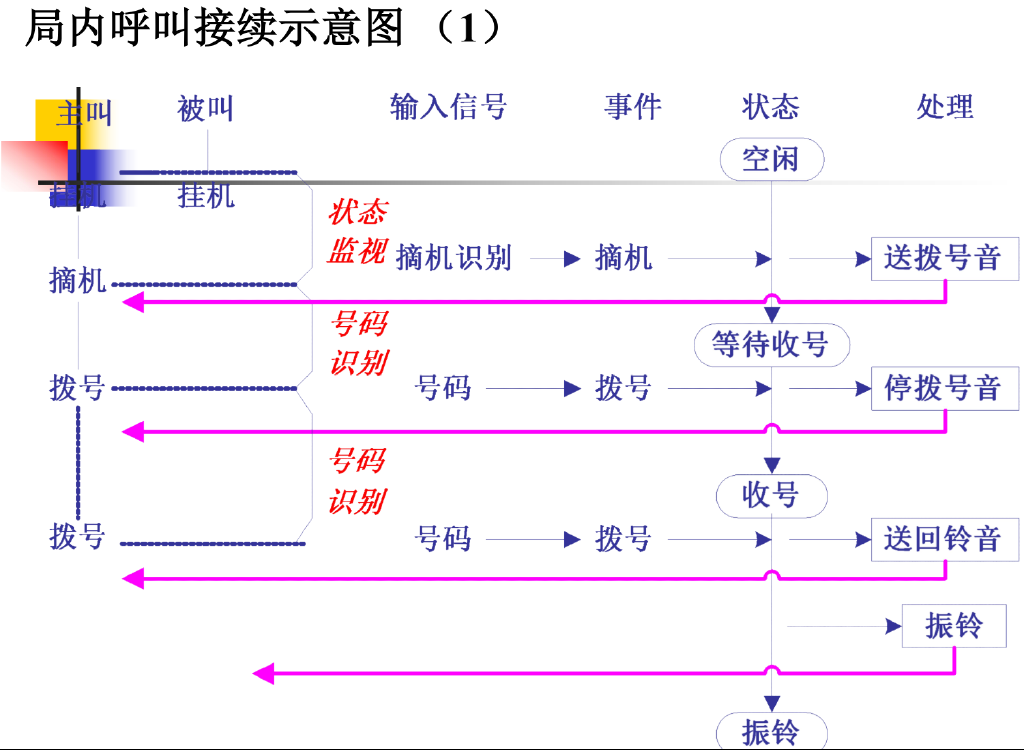 局内呼叫接续示意图（1）
主叫 被叫 输入信号 事件 状态 处理
空闲
挂机 挂机
状态
监视
摘机识别 摘机 送拨号音
摘机
号码
识别
等待收号
拨号 号码 拨号 停拨号音
号码
识别
收号
拨号 号码 拨号 送回铃音
振铃
振铃